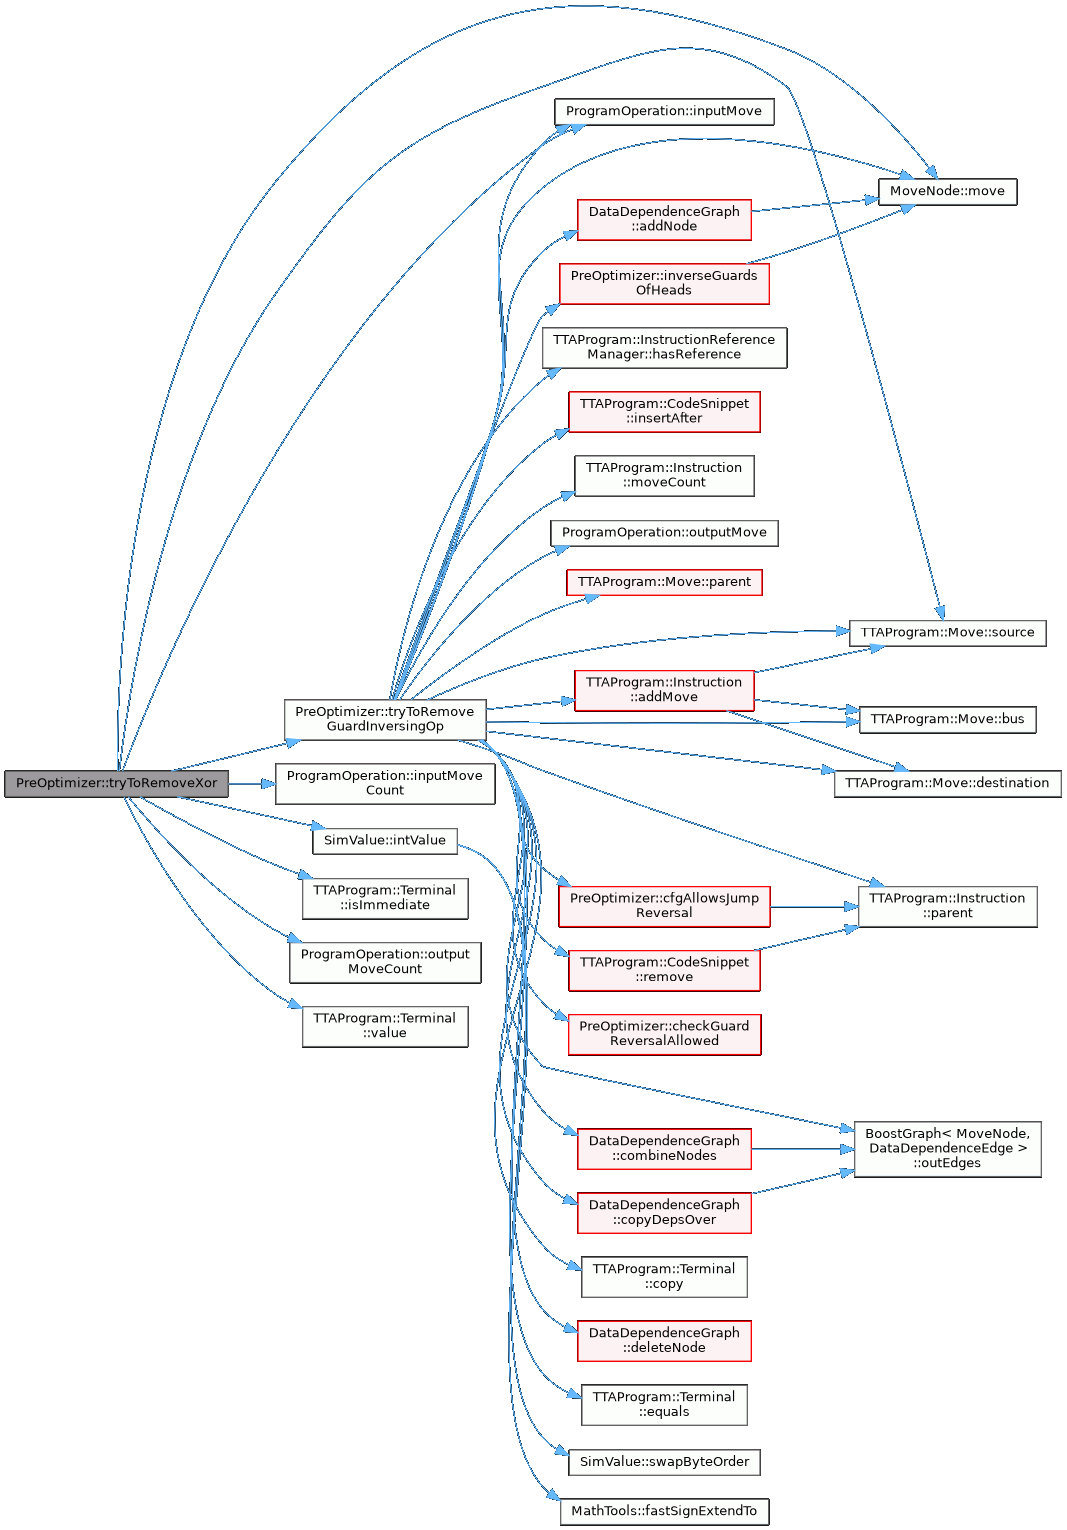 ProgramOperation::inputMove
MoveNode::move
DataDependenceGraph
::addNode
PreOptimizer::inverseGuards
OfHeads
TTAProgram::InstructionReference
Manager::hasReference
TTAProgram::CodeSnippet
::insertAfter
TTAProgram::Instruction
::moveCount
ProgramOperation::outputMove
TTAProgram::Move::parent
TTAProgram::Move::source
TTAProgram::Instruction
::addMove
PreOptimizer::tryToRemove
GuardInversingOp
TTAProgram::Move::bus
PreOptimizer::tryToRemoveXor
ProgramOperation::inputMove
Count
TTAProgram::Move::destination
SimValue::intValue
TTAProgram::Terminal
::isImmediate
PreOptimizer::cfgAllowsJump
Reversal
TTAProgram::Instruction
::parent
ProgramOperation::output
MoveCount
TTAProgram::CodeSnippet
::remove
TTAProgram::Terminal
::value
PreOptimizer::checkGuard
ReversalAllowed
BoostGraph< MoveNode,
DataDependenceEdge >
::outEdges
DataDependenceGraph
::combineNodes
DataDependenceGraph
::copyDepsOver
TTAProgram::Terminal
::copy
DataDependenceGraph
::deleteNode
TTAProgram::Terminal
::equals
SimValue::swapByteOrder
MathTools::fastSignExtendTo